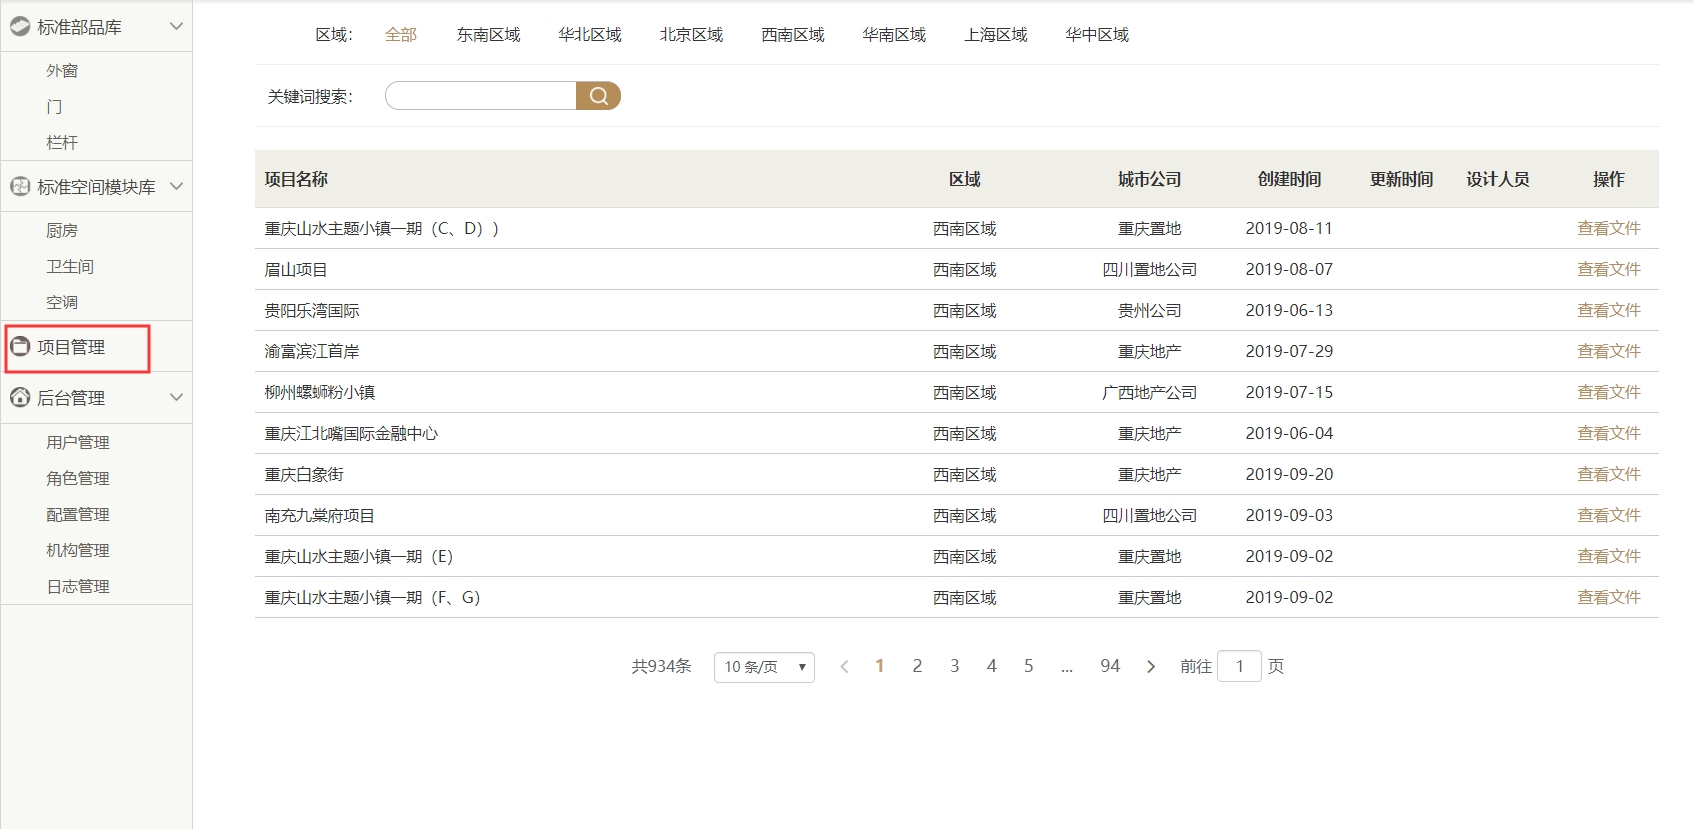 标准部品库
外窗
门
栏杆
标准空间模块库
厨房
卫生间
空调
项目管理
后台管理
用户管理
角色管理
配置管理
机构管理
日志管理
区域： 全部 东南区域 华北区域 北京区域 西南区域 华南区域 上海区域 华中区域
关键词搜索：
项目名称 区域 城市公司 创建时间 更新时间 设计人员 操作
重庆山水主题小镇一期（C、D）） 西南区域 重庆置地 2019-08-11 查看文件
眉山项目 西南区域 四川置地公司 2019-08-07 查看文件
贵阳乐湾国际 西南区域 贵州公司 2019-06-13 查看文件
渝富滨江首岸 西南区域 重庆地产 2019-07-29 查看文件
柳州螺蛳粉小镇 西南区域 广西地产公司 2019-07-15 查看文件
重庆江北嘴国际金融中心 西南区域 重庆地产 2019-06-04 查看文件
重庆白象街 西南区域 重庆地产 2019-09-20 查看文件
南充九棠府项目 西南区域 四川置地公司 2019-09-03 查看文件
重庆山水主题小镇一期（E） 西南区域 重庆置地 2019-09-02 查看文件
重庆山水主题小镇一期（F、G） 西南区域 重庆置地 2019-09-02 查看文件
共934条 10 条/页 1 2 3 4 5 ... 94 前往 1 页